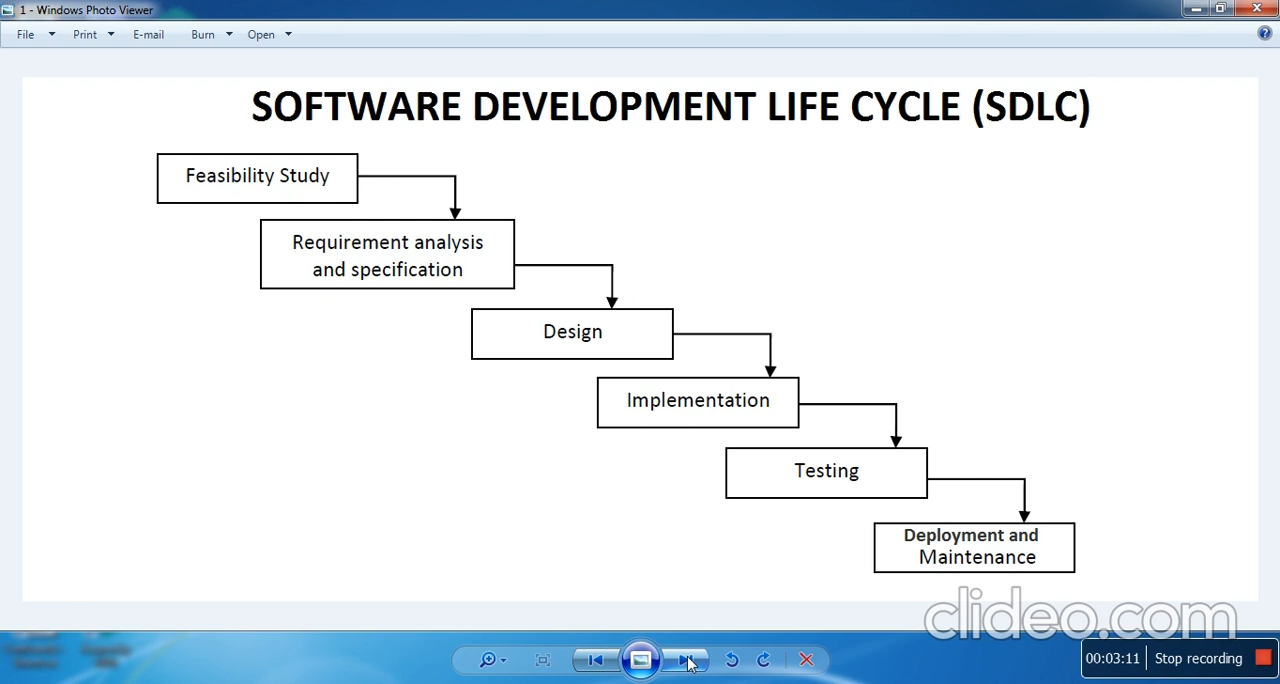 1 - Windows Photo Viewer
File Print E-mail Burn Open
SOFTWARE DEVELOPMENT LIFE CYCLE (SDLC)
Feasibility Study
Requirement analysis
and specification
Design
Implementation
Testing
Deployment and
Maintenance
clideo.com
00:03:11 Stop recording